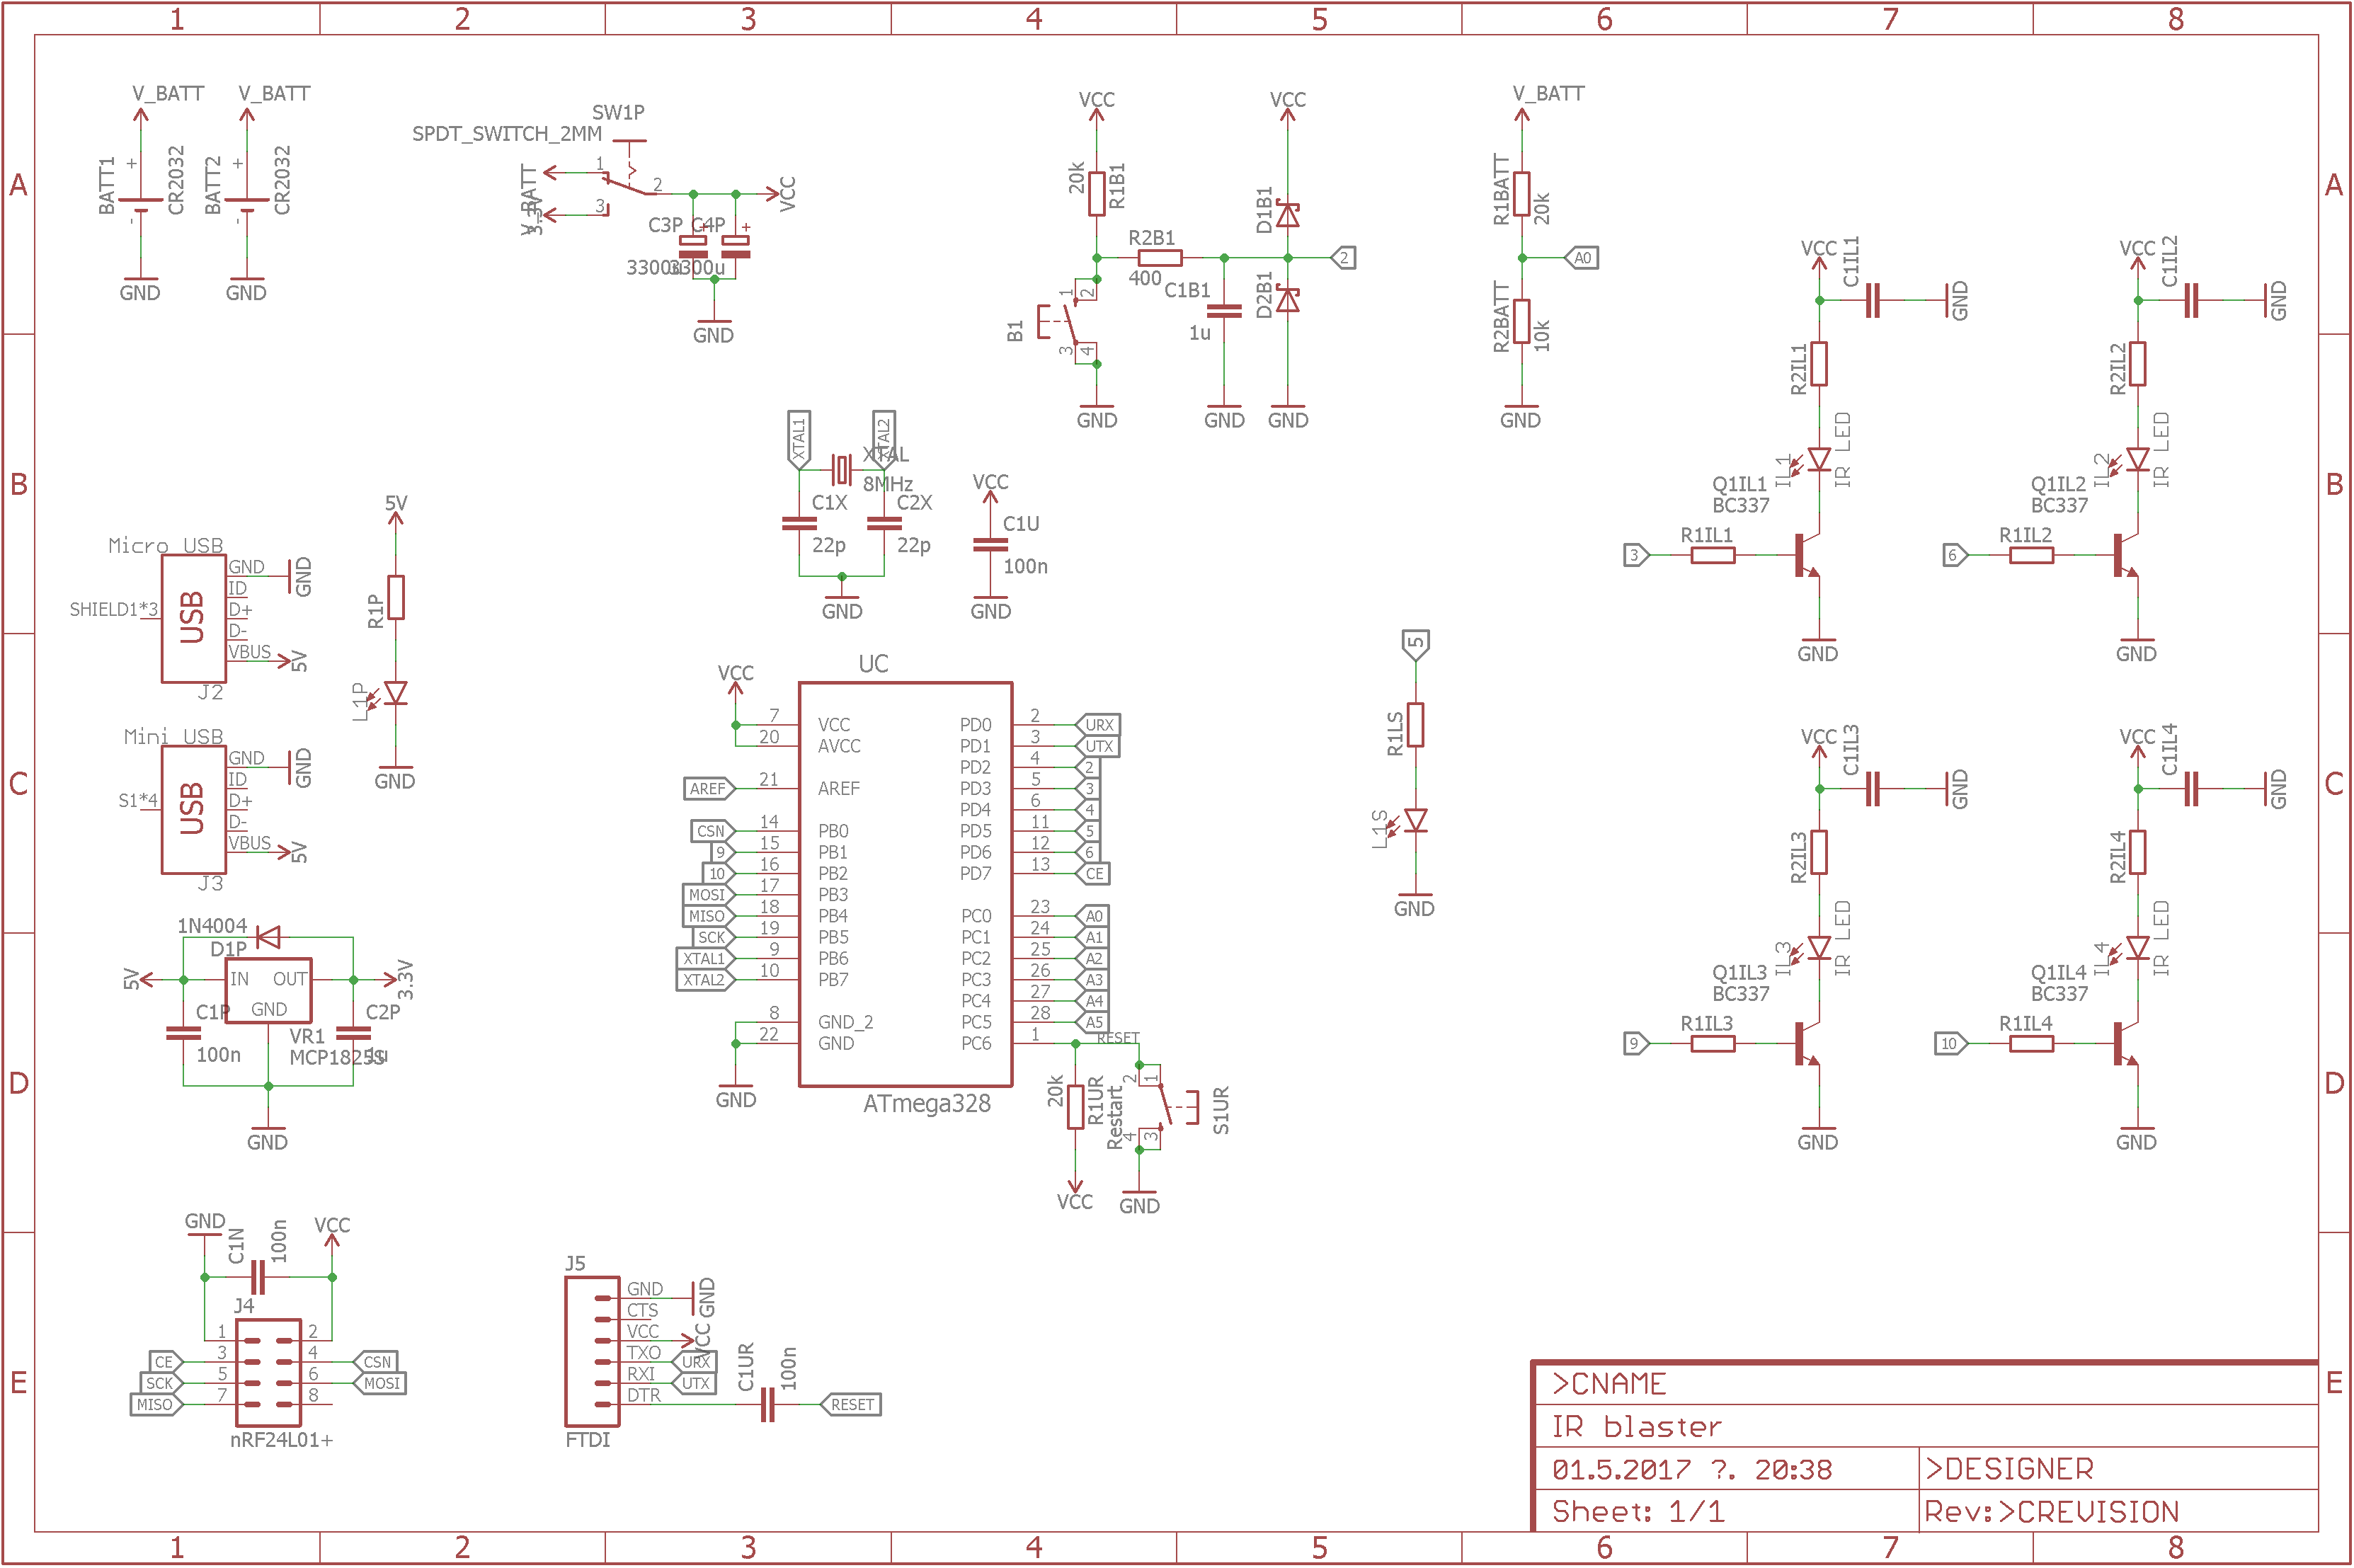 1 2 3 4 5 6 7 8
A A
B B
C C
D D
E E
V_BATT
BATT1
+
-
CR2032
GND
V_BATT
BATT2
+
-
CR2032
GND
SW1P
SPDT_SWITCH_2MM
V_BATT
3.3V
1
2
3
VCC
C3P
C4P
+
+
3300u
3300u
GND
VCC
20k
R1B1
R2B1
400
B1
1
2
3
4
GND
C1B1
1u
GND
VCC
D1B1
D2B1
2
GND
V_BATT
R1BATT
20k
A0
R2BATT
10k
GND
VCC
C1IL1
GND
R2IL1
IL1
IR LED
Q1IL1
BC337
3
R1IL1
GND
VCC
C1IL2
GND
R2IL2
IL2
IR LED
Q1IL2
BC337
6
R1IL2
GND
XTAL1
XTAL2
XTAL
8MHz
C1X
22p
C2X
22p
GND
VCC
C1U
100n
GND
Micro USB
SHIELD1*3
USB
GND
ID
D+
D-
VBUS
GND
5V
J2
5V
R1P
L1P
GND
Mini USB
S1*4
USB
GND
ID
D+
D-
VBUS
GND
5V
J3
1N4004
D1P
5V
IN
OUT
GND
3.3V
C1P
100n
VR1
MCP1825S
C2P
1u
GND
UC
VCC
7 VCC
20 AVCC
AREF 21 AREF
CSN 14 PB0
9 15 PB1
10 16 PB2
MOSI 17 PB3
MISO 18 PB4
SCK 19 PB5
XTAL1 9 PB6
XTAL2 10 PB7
8 GND_2
22 GND
GND
PD0 2 URX
PD1 3 UTX
PD2 4 2
PD3 5 3
PD4 6 4
PD5 11 5
PD6 12 6
PD7 13 CE
PC0 23 A0
PC1 24 A1
PC2 25 A2
PC3 26 A3
PC4 27 A4
PC5 28 A5
PC6 1 RESET
ATmega328
20k
R1UR
VCC
Restart
2
1
4
3
S1UR
GND
5
R1LS
L1S
GND
VCC
C1IL3
GND
R2IL3
IL3
IR LED
Q1IL3
BC337
9
R1IL3
GND
VCC
C1IL4
GND
R2IL4
IL4
IR LED
Q1IL4
BC337
10
R1IL4
GND
GND
C1N
100n
VCC
J4
1 2
CE 3 4 CSN
SCK 5 6 MOSI
MISO 7 8
nRF24L01+
J5
GND
CTS
VCC
TXO
RXI
DTR
GND
VCC
URX
UTX
C1UR
100n
RESET
FTDI
>CNAME
IR blaster
01.5.2017 ?. 20:38
>DESIGNER
Sheet: 1/1
Rev:>CREVISION